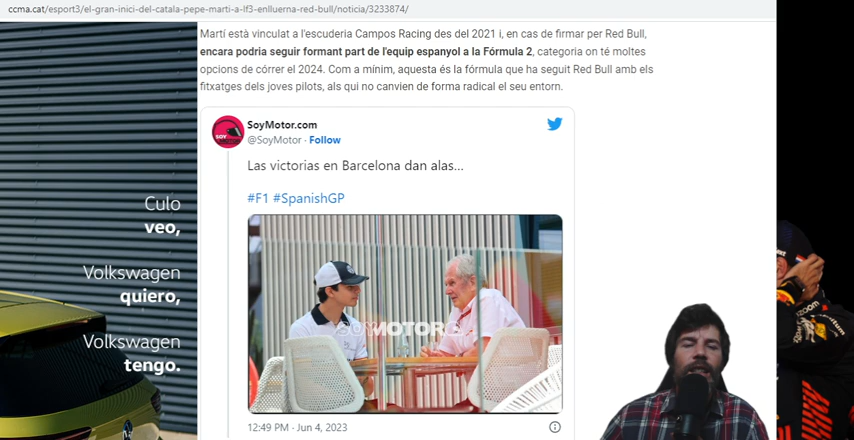 ccma.cat/esport3/el-gran-inici-del-catala-pepe-marti-a-lf3-enlluerna-red-bull/noticia/3233874/
Martí està vinculat a l'escuderia Campos Racing des del 2021 i, en cas de firmar per Red Bull,
encara podria seguir formant part de l'equip espanyol a la Fórmula 2, categoria on té moltes
opcions de córrer el 2024. Com a mínim, aquesta és la fórmula que ha seguit Red Bull amb els
fitxatges dels joves pilots, als qui no canvien de forma radical el seu entorn.
SoyMotor.com
@SoyMotor · Follow
Las victorias en Barcelona dan alas...
#F1 #SpanishGP
Culo
veo,
Volkswagen
quiero,
Volkswagen
tengo.
12:49 PM · Jun 4, 2023